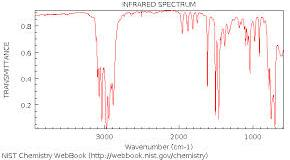 INFRARED SPECTRUM
TRANSMITTANCE
0.8
0.6
0.4
0.2
3000
2000
1000
Wavenumber (cm-1)
NIST Chemistry WebBook (http://webbook.nist.gov/chemistry)